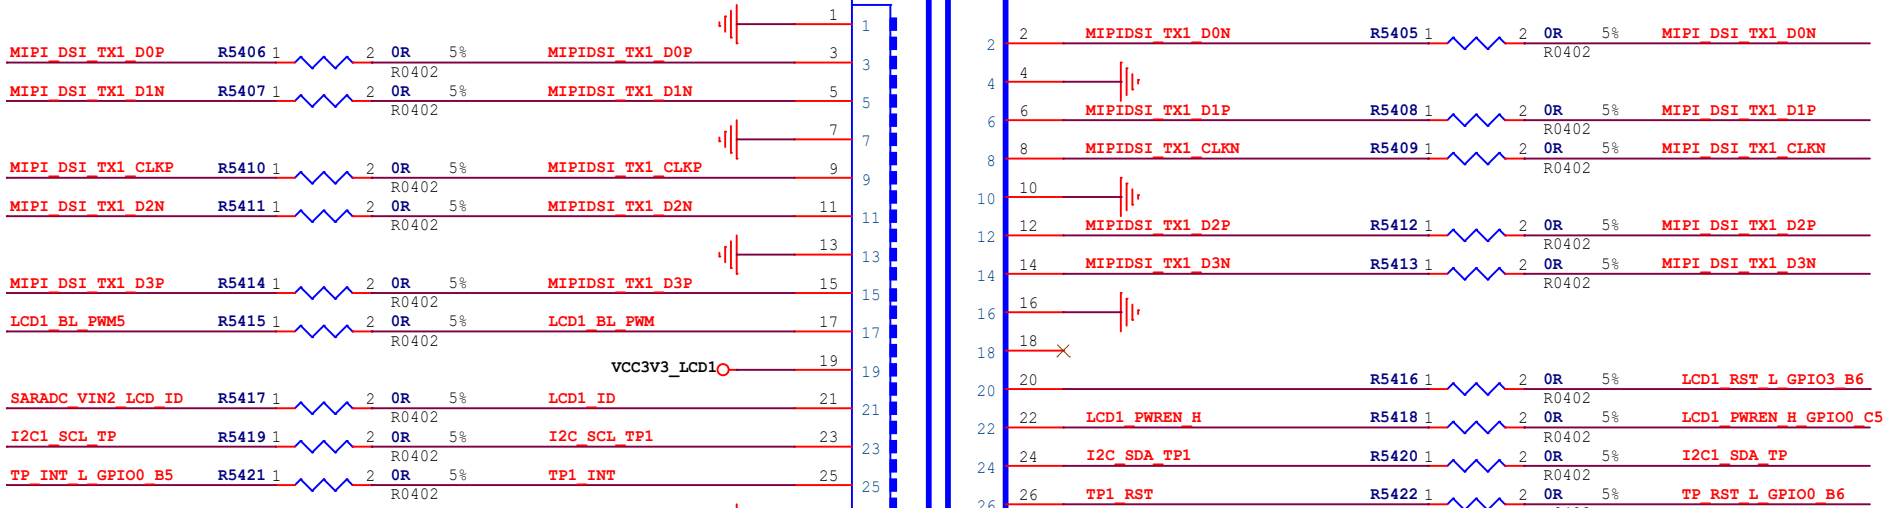 1 1
MIPI_DSI_TX1_D0P R5406 1 2 0R 5% MIPIDSI_TX1_D0P 3 3
R0402
MIPI_DSI_TX1_D1N R5407 1 2 0R 5% MIPIDSI_TX1_D1N 5 5
R0402
7 7
MIPI_DSI_TX1_CLKP R5410 1 2 0R 5% MIPIDSI_TX1_CLKP 9 9
R0402
MIPI_DSI_TX1_D2N R5411 1 2 0R 5% MIPIDSI_TX1_D2N 11 11
R0402
13 13
MIPI_DSI_TX1_D3P R5414 1 2 0R 5% MIPIDSI_TX1_D3P 15 15
R0402
LCD1_BL_PWM5 R5415 1 2 0R 5% LCD1_BL_PWM 17 17
R0402
VCC3V3_LCD1 19 19
SARADC_VIN2_LCD_ID R5417 1 2 0R 5% LCD1_ID 21 21
R0402
I2C1_SCL_TP R5419 1 2 0R 5% I2C_SCL_TP1 23 23
R0402
TP_INT_L_GPIO0_B5 R5421 1 2 0R 5% TP1_INT 25 25
R0402
2 2 MIPIDSI_TX1_D0N R5405 1 2 0R 5% MIPI_DSI_TX1_D0N
R0402
4 4
6 6 MIPIDSI_TX1_D1P R5408 1 2 0R 5% MIPI_DSI_TX1_D1P
R0402
8 8 MIPIDSI_TX1_CLKN R5409 1 2 0R 5% MIPI_DSI_TX1_CLKN
R0402
10 10
12 12 MIPIDSI_TX1_D2P R5412 1 2 0R 5% MIPI_DSI_TX1_D2P
R0402
14 14 MIPIDSI_TX1_D3N R5413 1 2 0R 5% MIPI_DSI_TX1_D3N
R0402
16 16
18 18
20 20 R5416 1 2 0R 5% LCD1_RST_L_GPIO3_B6
R0402
22 22 LCD1_PWREN_H R5418 1 2 0R 5% LCD1_PWREN_H_GPIO0_C5
R0402
24 24 I2C_SDA_TP1 R5420 1 2 0R 5% I2C1_SDA_TP
R0402
26 26 TP1_RST R5422 1 2 0R 5% TP_RST_L_GPIO0_B6